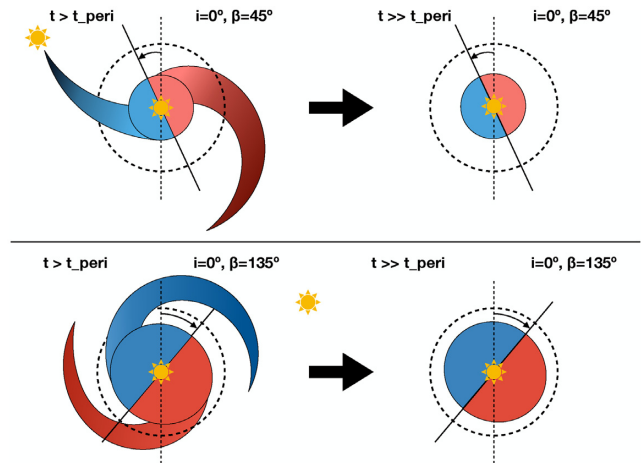 t > t_peri i=0º, β=45º t >> t_peri i=0º, β=45º
t > t_peri i=0º, β=135º t >> t_peri i=0º, β=135º